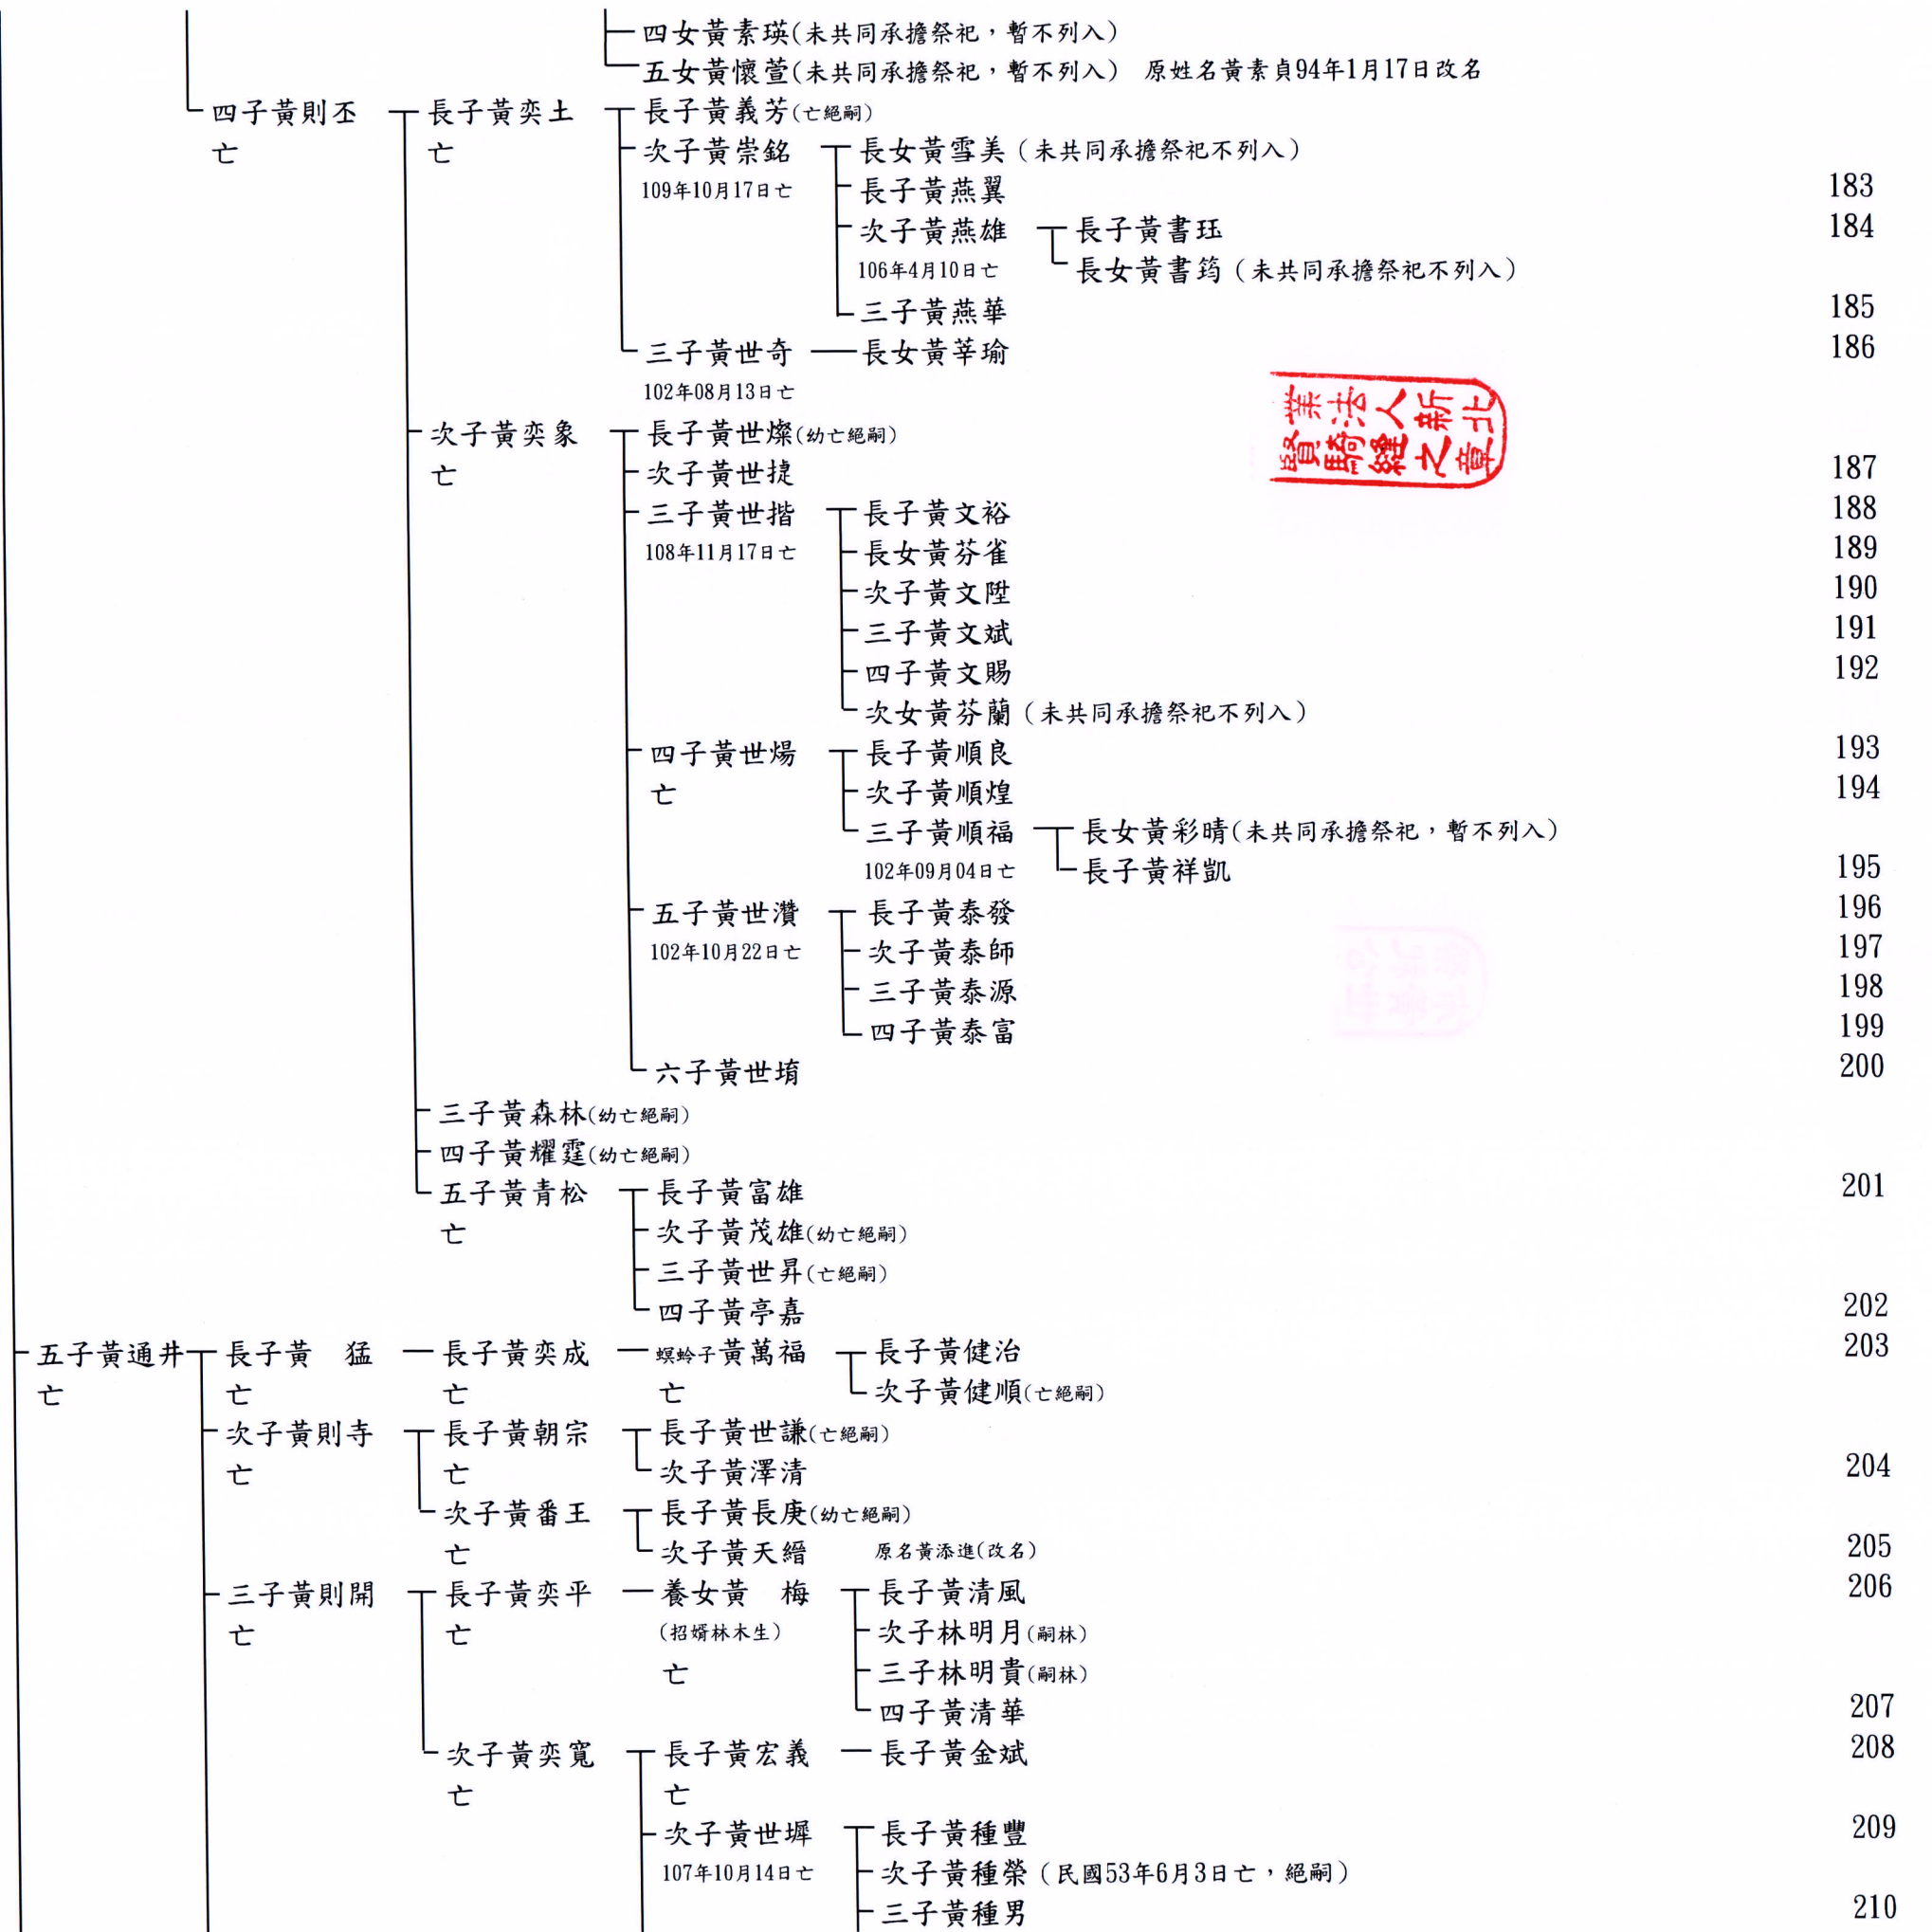 四女黃素瑛(未共同承擔祭祀，暫不列入)
五女黃懷萱(未共同承擔祭祀，暫不列入) 原姓名黃素貞94年1月17日改名
四子黃則丕 長子黃奕土 長子黃義芳(亡絕嗣)
亡 亡 次子黃崇銘 長女黃雪美(未共同承擔祭祀不列入)
109年10月17日亡 長子黃燕翼 183
次子黃燕雄 長子黃書珏 184
106年4月10日亡 長女黃書筠(未共同承擔祭祀不列入)
三子黃燕華 185
三子黃世奇 長女黃莘瑜 186
102年08月13日亡
北新人法業
章之縫騎賢
次子黃奕象 長子黃世燦(幼亡絕嗣)
亡 次子黃世㨗 187
三子黃世揩 長子黃文裕 188
108年11月17日亡 長女黃芬雀 189
次子黃文陞 190
三子黃文斌 191
四子黃文賜 192
次女黃芬蘭(未共同承擔祭祀不列入)
四子黃世煬 長子黃順良 193
亡 次子黃順煌 194
三子黃順福 長女黃彩晴(未共同承擔祭祀，暫不列入)
102年09月04日亡 長子黃祥凱 195
五子黃世灒 長子黃泰發 196
102年10月22日亡 次子黃泰師 197
三子黃泰源 198
四子黃泰富 199
六子黃世堉 200
三子黃森林(幼亡絕嗣)
四子黃耀霆(幼亡絕嗣)
五子黃青松 長子黃富雄 201
亡 次子黃茂雄(幼亡絕嗣)
三子黃世昇(亡絕嗣)
四子黃亭嘉 202
五子黃通井 長子黃 猛 長子黃奕成 螟蛉子黃萬福 長子黃健治 203
亡 亡 亡 亡 次子黃健順(亡絕嗣)
次子黃則寺 長子黃朝宗 長子黃世謙(亡絕嗣)
亡 亡 次子黃澤清 204
次子黃番王 長子黃長庚(幼亡絕嗣)
亡 次子黃天縉 原名黃添進(改名) 205
三子黃則開 長子黃奕平 養女黃 梅 長子黃清風 206
亡 亡 (招婿林木生) 次子林明月(嗣林)
亡 三子林明貴(嗣林)
四子黃清華 207
次子黃奕寬 長子黃宏義 長子黃金斌 208
亡 亡
次子黃世墀 長子黃種豐 209
107年10月14日亡 次子黃種榮(民國53年6月3日亡，絕嗣)
三子黃種男 210